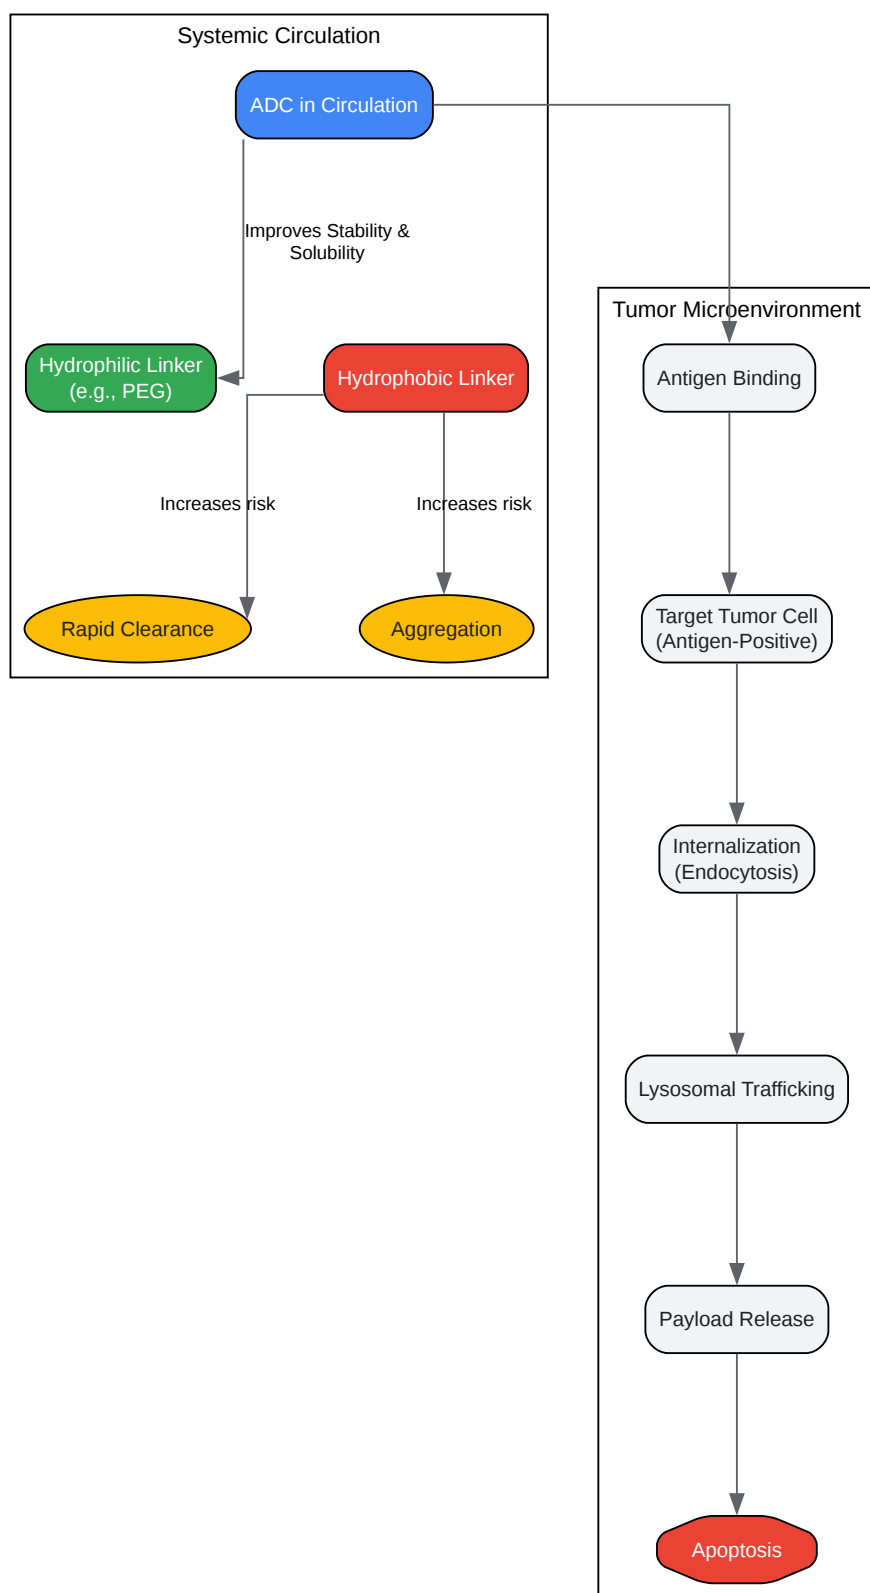 Systemic Circulation
ADC in Circulation
Improves Stability &
Solubility
Hydrophilic Linker
(e.g., PEG)
Hydrophobic Linker
Increases risk
Increases risk
Rapid Clearance
Aggregation
Tumor Microenvironment
Antigen Binding
Target Tumor Cell
(Antigen-Positive)
Internalization
(Endocytosis)
Lysosomal Trafficking
Payload Release
Apoptosis